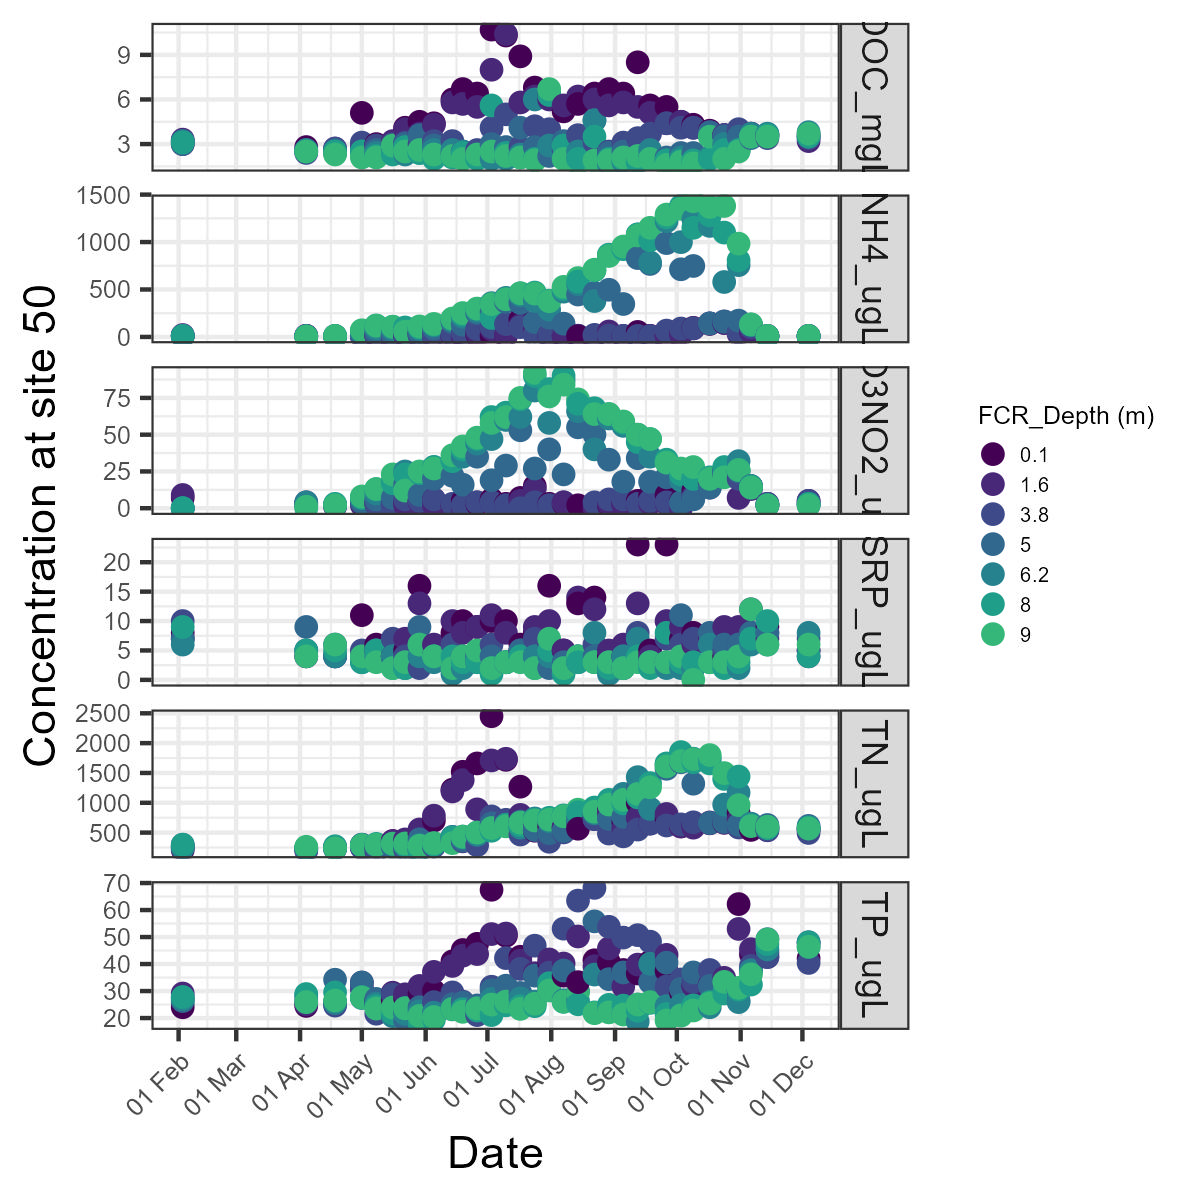 9
6
3
DOC_mgL
1500
1000
500
0
NH4_ugL
75
50
25
0
O3NO2_u
20
15
10
5
0
SRP_ugL
2500
2000
1500
1000
500
TN_ugL
70
60
50
40
30
20
TP_ugL
01 Feb
01 Mar
01 Apr
01 May
01 Jun
01 Jul
01 Aug
01 Sep
01 Oct
01 Nov
01 Dec
Date
Concentration at site 50
FCR_Depth (m)
0.1
1.6
3.8
5
6.2
8
9